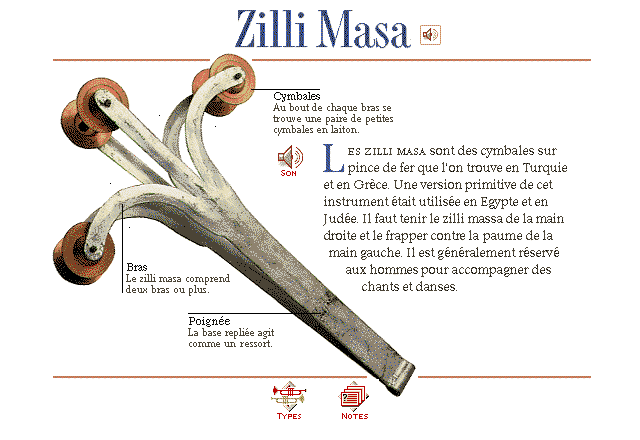 Zilli Masa
Cymbales
Au bout de chaque bras se
trouve une paire de petites
cymbales en laiton.
SON
LES ZILLI MASA sont des cymbales sur
pince de fer que l'on trouve en Turquie
et en Grèce. Une version primitive de cet
instrument était utilisée en Egypte et en
Judée. Il faut tenir le zilli massa de la main
droite et le frapper contre la paume de la
main gauche. Il est généralement réservé
aux hommes pour accompagner des
chants et danses.
Bras
Le zilli masa comprend
deux bras ou plus.
Poignée
La base repliée agit
comme un ressort.
TYPES
NOTES